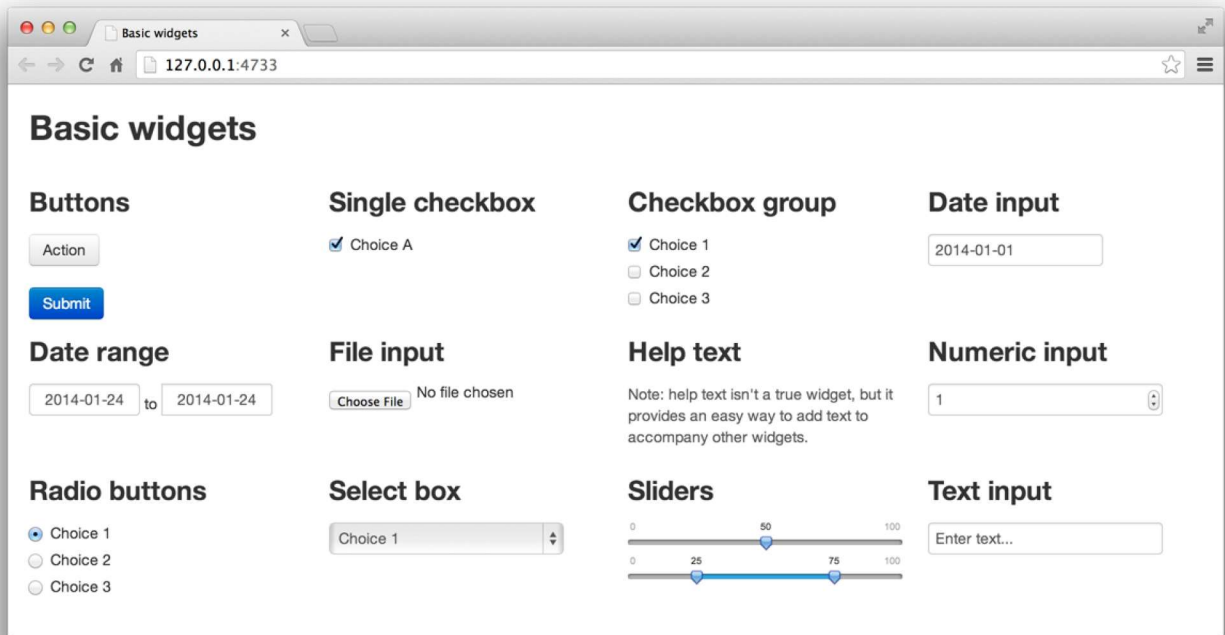 Basic widgets
127.0.0.1:4733
Basic widgets
Buttons
Action
Submit
Single checkbox
Choice A
Checkbox group
Choice 1
Choice 2
Choice 3
Date input
2014-01-01
Date range
2014-01-24 to 2014-01-24
File input
Choose File No file chosen
Help text
Note: help text isn't a true widget, but it
provides an easy way to add text to
accompany other widgets.
Numeric input
1
Radio buttons
Choice 1
Choice 2
Choice 3
Select box
Choice 1
Sliders
0 50 100
0 25 75 100
Text input
Enter text...